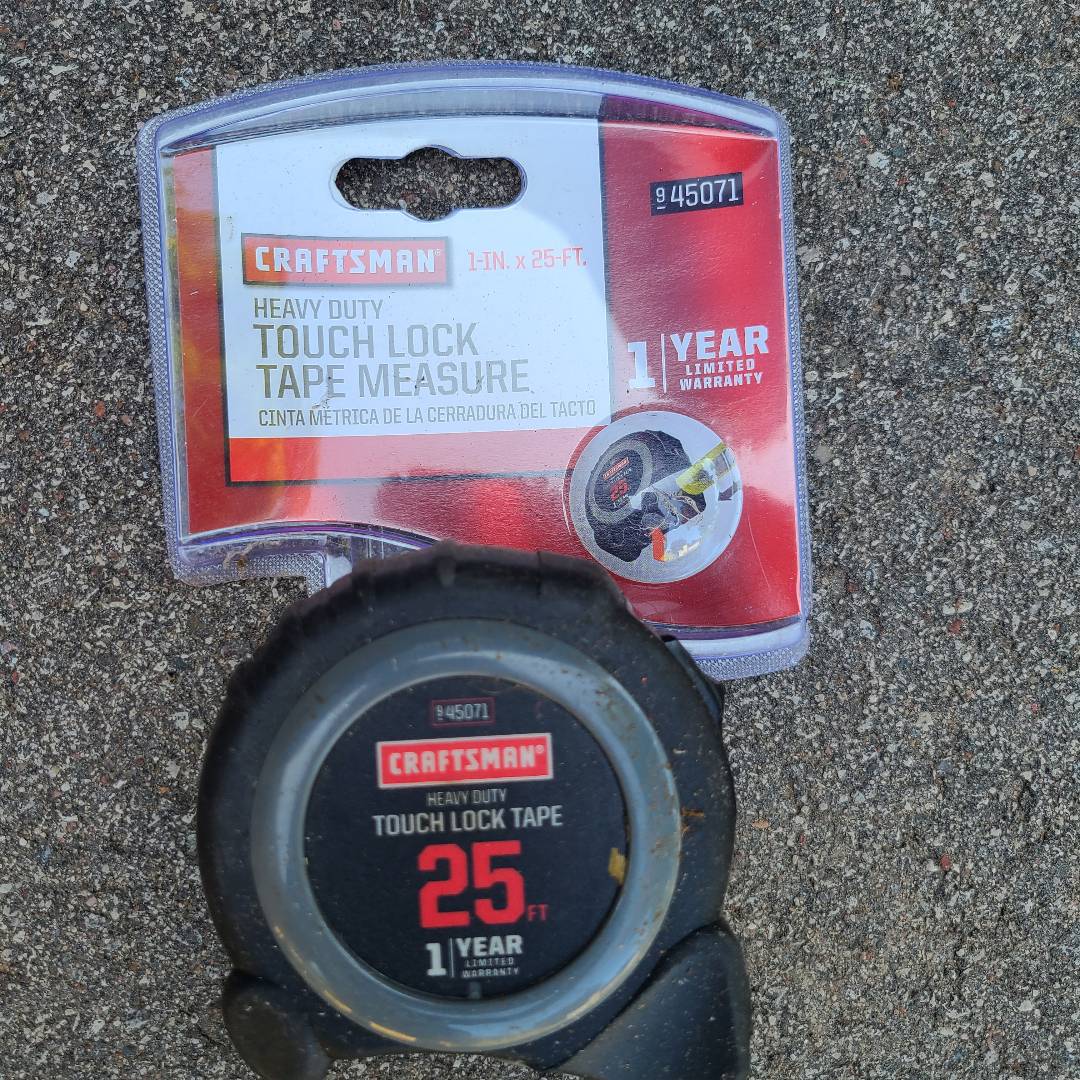 9-45071
CRAFTSMAN® 1-IN. x 25-FT.
HEAVY DUTY
TOUCH LOCK
TAPE MEASURE
CINTA MÉTRICA DE LA CERRADURA DEL TACTO
1 YEAR
LIMITED
WARRANTY
CRAFTSMAN
25
9-45071
CRAFTSMAN®
HEAVY DUTY
TOUCH LOCK TAPE
25 FT
1 YEAR
LIMITED
WARRANTY